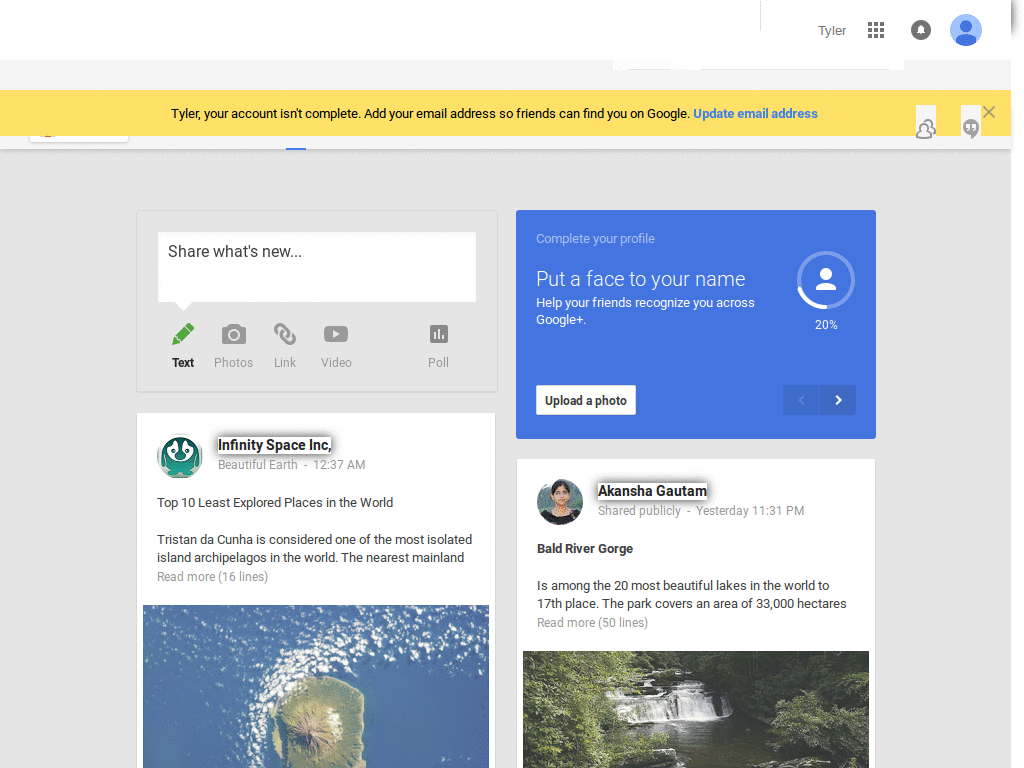 Tyler
Tyler, your account isn't complete. Add your email address so friends can find you on Google. Update email address
Share what's new...
Text
Photos
Link
Video
Poll
Complete your profile
Put a face to your name
Help your friends recognize you across
Google+.
20%
Upload a photo
Infinity Space Inc,
Beautiful Earth - 12:37 AM
Top 10 Least Explored Places in the World
Tristan da Cunha is considered one of the most isolated
island archipelagos in the world. The nearest mainland
Read more (16 lines)
Akansha Gautam
Shared publicly - Yesterday 11:31 PM
Bald River Gorge
Is among the 20 most beautiful lakes in the world to
17th place. The park covers an area of 33,000 hectares
Read more (50 lines)